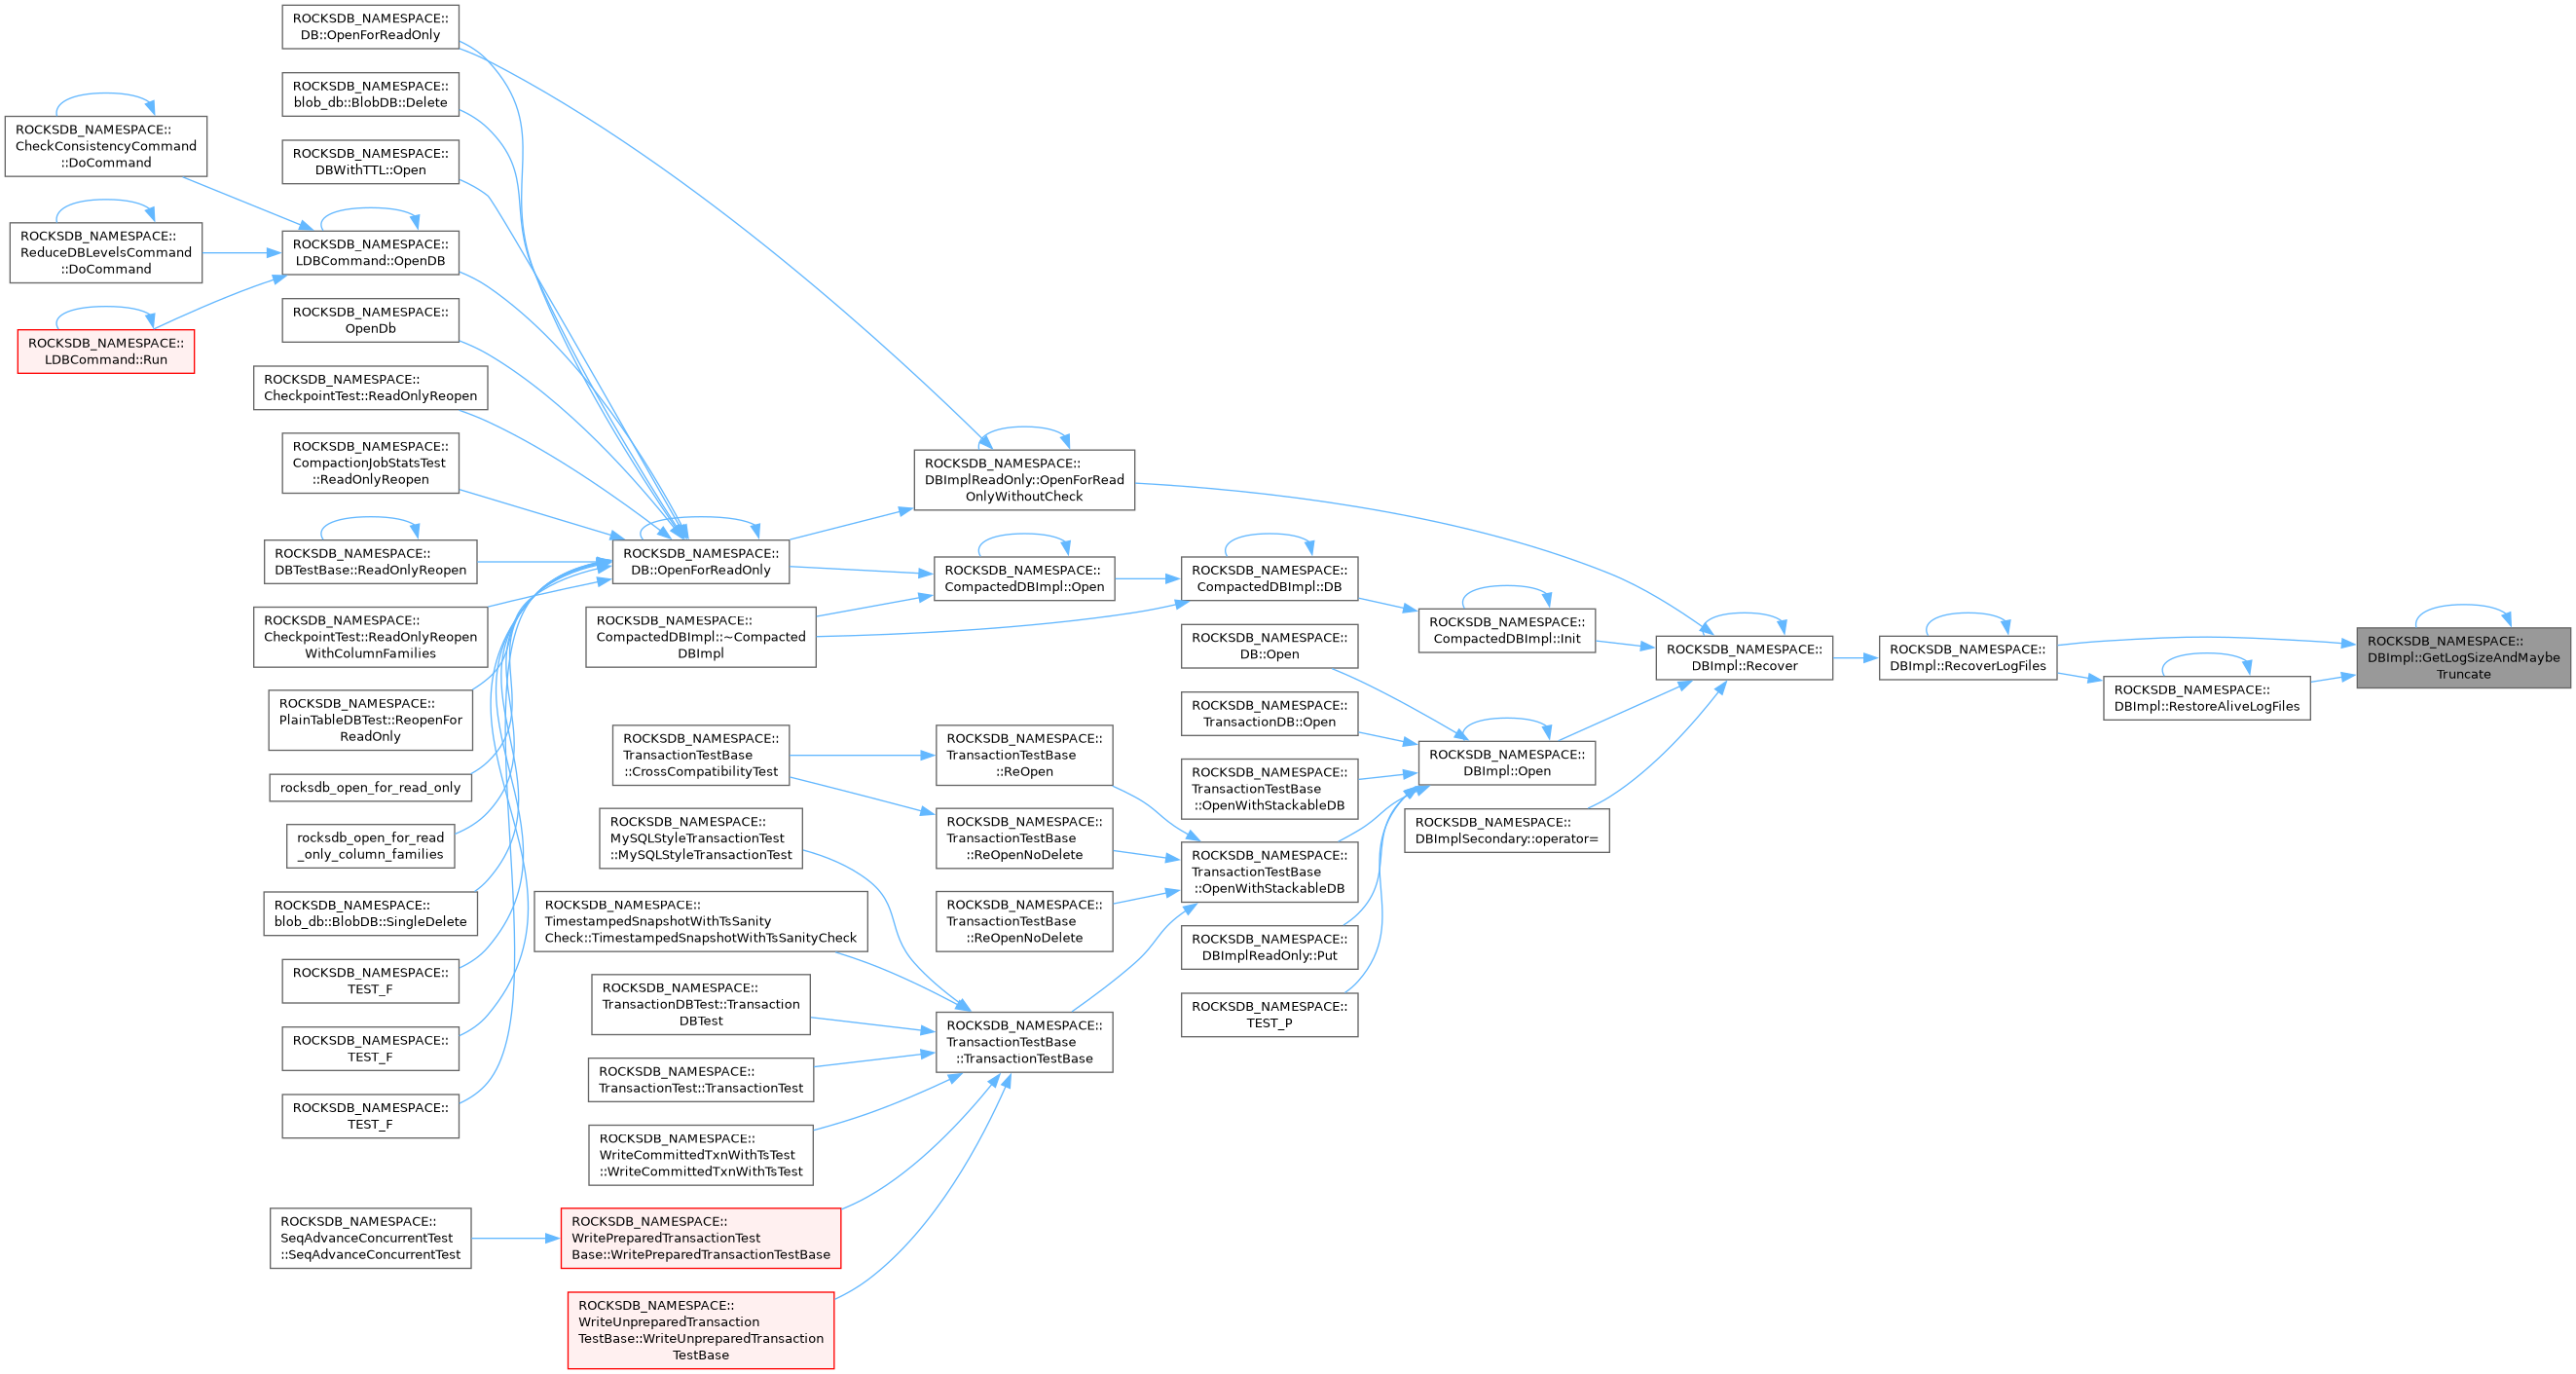 ROCKSDB_NAMESPACE::
DB::OpenForReadOnly
ROCKSDB_NAMESPACE::
blob_db::BlobDB::Delete
ROCKSDB_NAMESPACE::
CheckConsistencyCommand
::DoCommand
ROCKSDB_NAMESPACE::
DBWithTTL::Open
ROCKSDB_NAMESPACE::
ReduceDBLevelsCommand
::DoCommand
ROCKSDB_NAMESPACE::
LDBCommand::OpenDB
ROCKSDB_NAMESPACE::
LDBCommand::Run
ROCKSDB_NAMESPACE::
OpenDb
ROCKSDB_NAMESPACE::
CheckpointTest::ReadOnlyReopen
ROCKSDB_NAMESPACE::
CompactionJobStatsTest
::ReadOnlyReopen
ROCKSDB_NAMESPACE::
DBTestBase::ReadOnlyReopen
ROCKSDB_NAMESPACE::
CheckpointTest::ReadOnlyReopen
WithColumnFamilies
ROCKSDB_NAMESPACE::
PlainTableDBTest::ReopenFor
ReadOnly
rocksdb_open_for_read_only
rocksdb_open_for_read
_only_column_families
ROCKSDB_NAMESPACE::
blob_db::BlobDB::SingleDelete
ROCKSDB_NAMESPACE::
TEST_F
ROCKSDB_NAMESPACE::
TEST_F
ROCKSDB_NAMESPACE::
TEST_F
ROCKSDB_NAMESPACE::
SeqAdvanceConcurrentTest
::SeqAdvanceConcurrentTest
ROCKSDB_NAMESPACE::
DB::OpenForReadOnly
ROCKSDB_NAMESPACE::
CompactedDBImpl::~Compacted
DBImpl
ROCKSDB_NAMESPACE::
TransactionTestBase
::CrossCompatibilityTest
ROCKSDB_NAMESPACE::
MySQLStyleTransactionTest
::MySQLStyleTransactionTest
ROCKSDB_NAMESPACE::
TimestampedSnapshotWithTsSanity
Check::TimestampedSnapshotWithTsSanityCheck
ROCKSDB_NAMESPACE::
TransactionDBTest::Transaction
DBTest
ROCKSDB_NAMESPACE::
TransactionTest::TransactionTest
ROCKSDB_NAMESPACE::
WriteCommittedTxnWithTsTest
::WriteCommittedTxnWithTsTest
ROCKSDB_NAMESPACE::
WritePreparedTransactionTest
Base::WritePreparedTransactionTestBase
ROCKSDB_NAMESPACE::
WriteUnpreparedTransaction
TestBase::WriteUnpreparedTransaction
TestBase
ROCKSDB_NAMESPACE::
DBImplReadOnly::OpenForRead
OnlyWithoutCheck
ROCKSDB_NAMESPACE::
CompactedDBImpl::Open
ROCKSDB_NAMESPACE::
TransactionTestBase
::ReOpen
ROCKSDB_NAMESPACE::
TransactionTestBase
::ReOpenNoDelete
ROCKSDB_NAMESPACE::
TransactionTestBase
::ReOpenNoDelete
ROCKSDB_NAMESPACE::
TransactionTestBase
::TransactionTestBase
ROCKSDB_NAMESPACE::
CompactedDBImpl::DB
ROCKSDB_NAMESPACE::
DB::Open
ROCKSDB_NAMESPACE::
TransactionDB::Open
ROCKSDB_NAMESPACE::
TransactionTestBase
::OpenWithStackableDB
ROCKSDB_NAMESPACE::
TransactionTestBase
::OpenWithStackableDB
ROCKSDB_NAMESPACE::
DBImplReadOnly::Put
ROCKSDB_NAMESPACE::
TEST_P
ROCKSDB_NAMESPACE::
CompactedDBImpl::Init
ROCKSDB_NAMESPACE::
DBImpl::Open
ROCKSDB_NAMESPACE::
DBImplSecondary::operator=
ROCKSDB_NAMESPACE::
DBImpl::Recover
ROCKSDB_NAMESPACE::
DBImpl::RecoverLogFiles
ROCKSDB_NAMESPACE::
DBImpl::RestoreAliveLogFiles
ROCKSDB_NAMESPACE::
DBImpl::GetLogSizeAndMaybe
Truncate